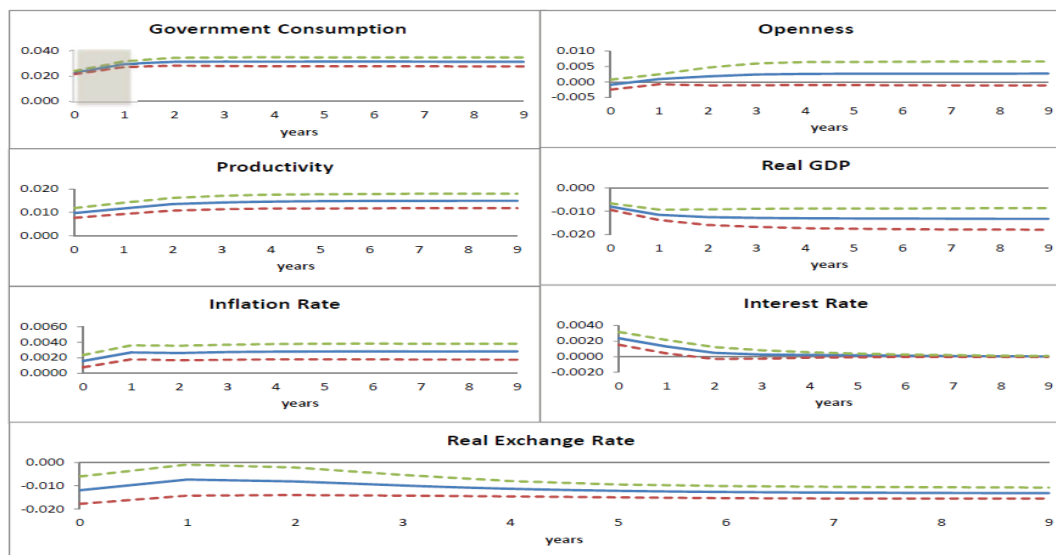 Government Consumption
0.040
0.020
0.000
0 1 2 3 4 5 6 7 8 9
years
Openness
0.010
0.005
0.000
-0.005
0 1 2 3 4 5 6 7 8 9
years
Productivity
0.020
0.010
0.000
0 1 2 3 4 5 6 7 8 9
years
Real GDP
0.000
-0.010
-0.020
0 1 2 3 4 5 6 7 8 9
years
Inflation Rate
0.0060
0.0040
0.0020
0.0000
0 1 2 3 4 5 6 7 8 9
years
Interest Rate
0.0040
0.0020
0.0000
-0.0020
0 1 2 3 4 5 6 7 8 9
years
Real Exchange Rate
0.000
-0.010
-0.020
0 1 2 3 4 5 6 7 8 9
years